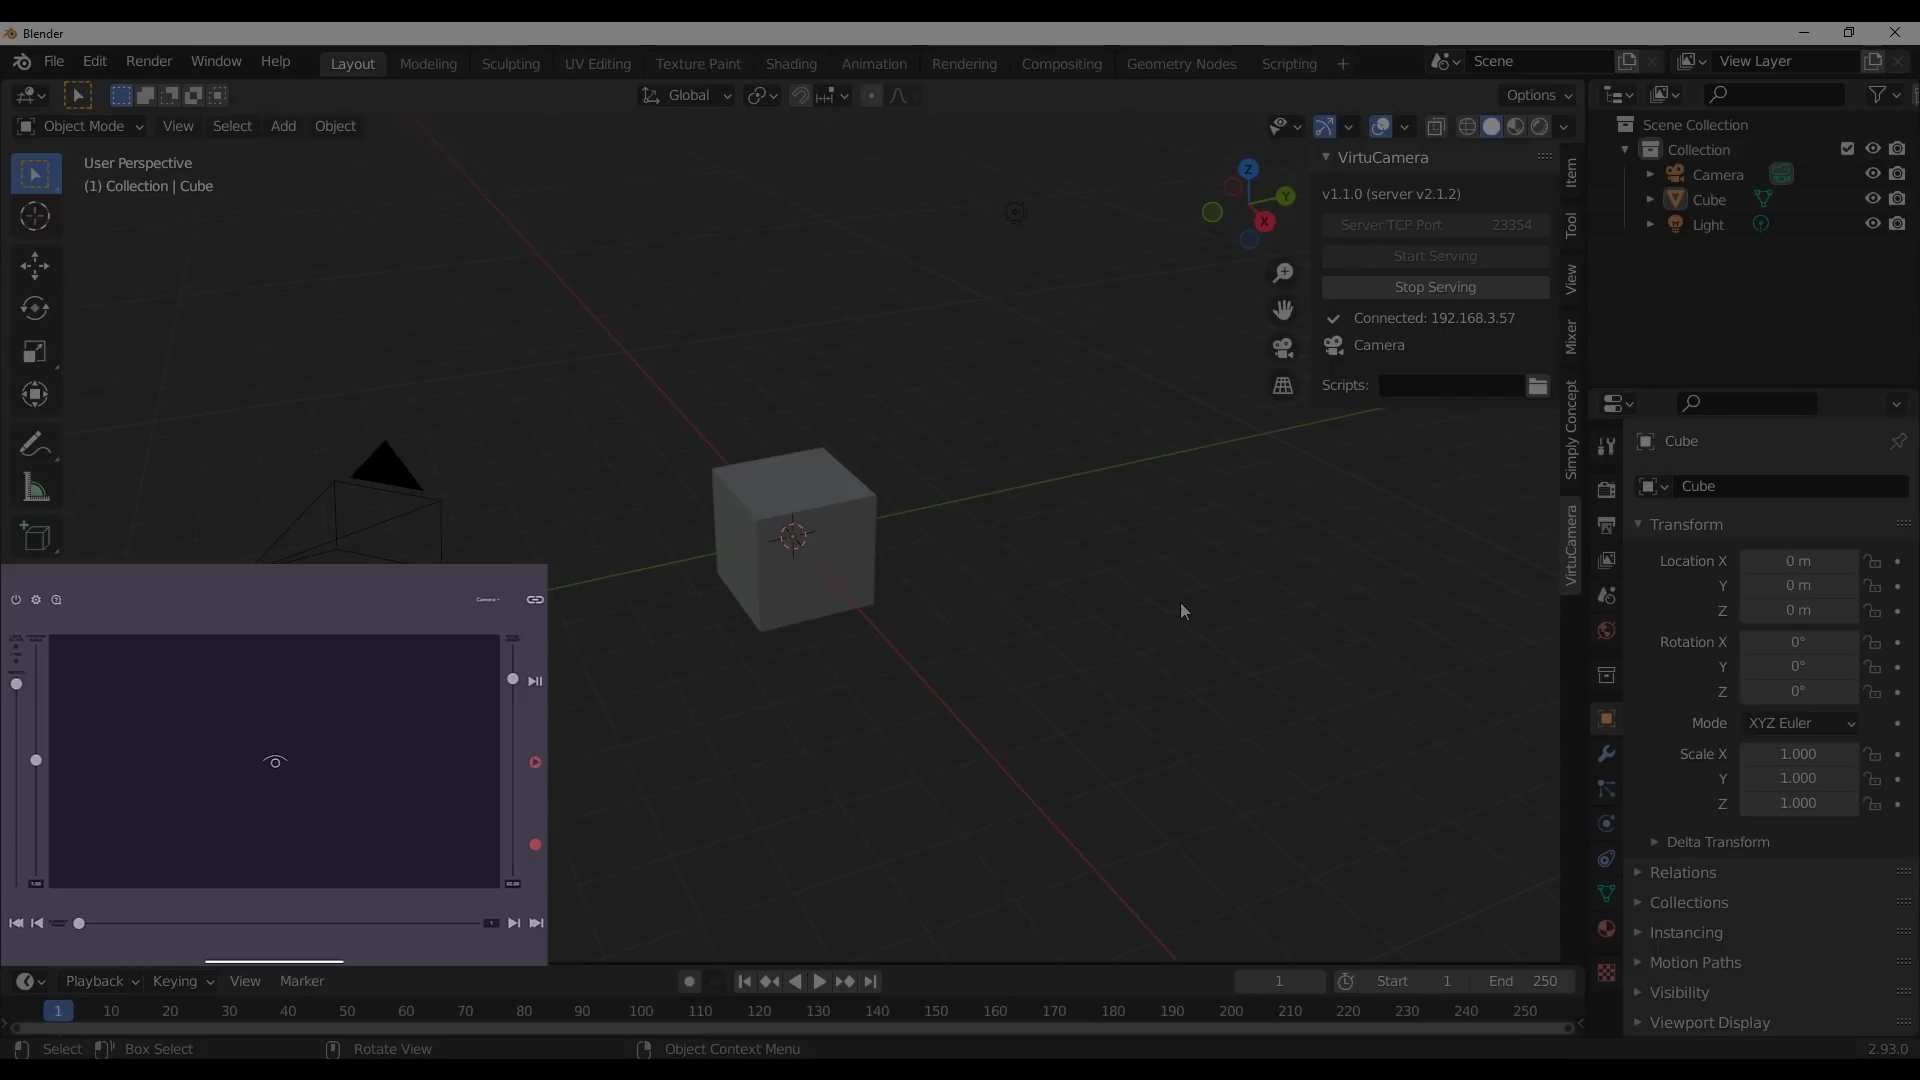 Blender
File Edit Render Window Help Layout Modeling Sculpting UV Editing Texture Paint Shading Animation Rendering Compositing Geometry Nodes Scripting + Scene View Layer
Global Options
Object Mode View Select Add Object
User Perspective
(1) Collection | Cube
Z
Y
X
VirtuCamera
v1.1.0 (server v2.1.2)
Server TCP Port 23354
Start Serving
Stop Serving
Connected: 192.168.3.57
Camera
Scripts:
Item
Tool
View
Mixer
Simply Concept
VirtuCamera
Scene Collection
Collection
Camera
Cube
Light
Cube
Cube
Transform
Location X 0 m
Y 0 m
Z 0 m
Rotation X 0°
Y 0°
Z 0°
Mode XYZ Euler
Scale X 1.000
Y 1.000
Z 1.000
Delta Transform
Relations
Collections
Instancing
Motion Paths
Visibility
Viewport Display
Camera
Playback Keying View Marker 1 Start 1 End 250
1 10 20 30 40 50 60 70 80 90 100 110 120 130 140 150 160 170 180 190 200 210 220 230 240 250
Select Box Select Rotate View Object Context Menu 2.93.0